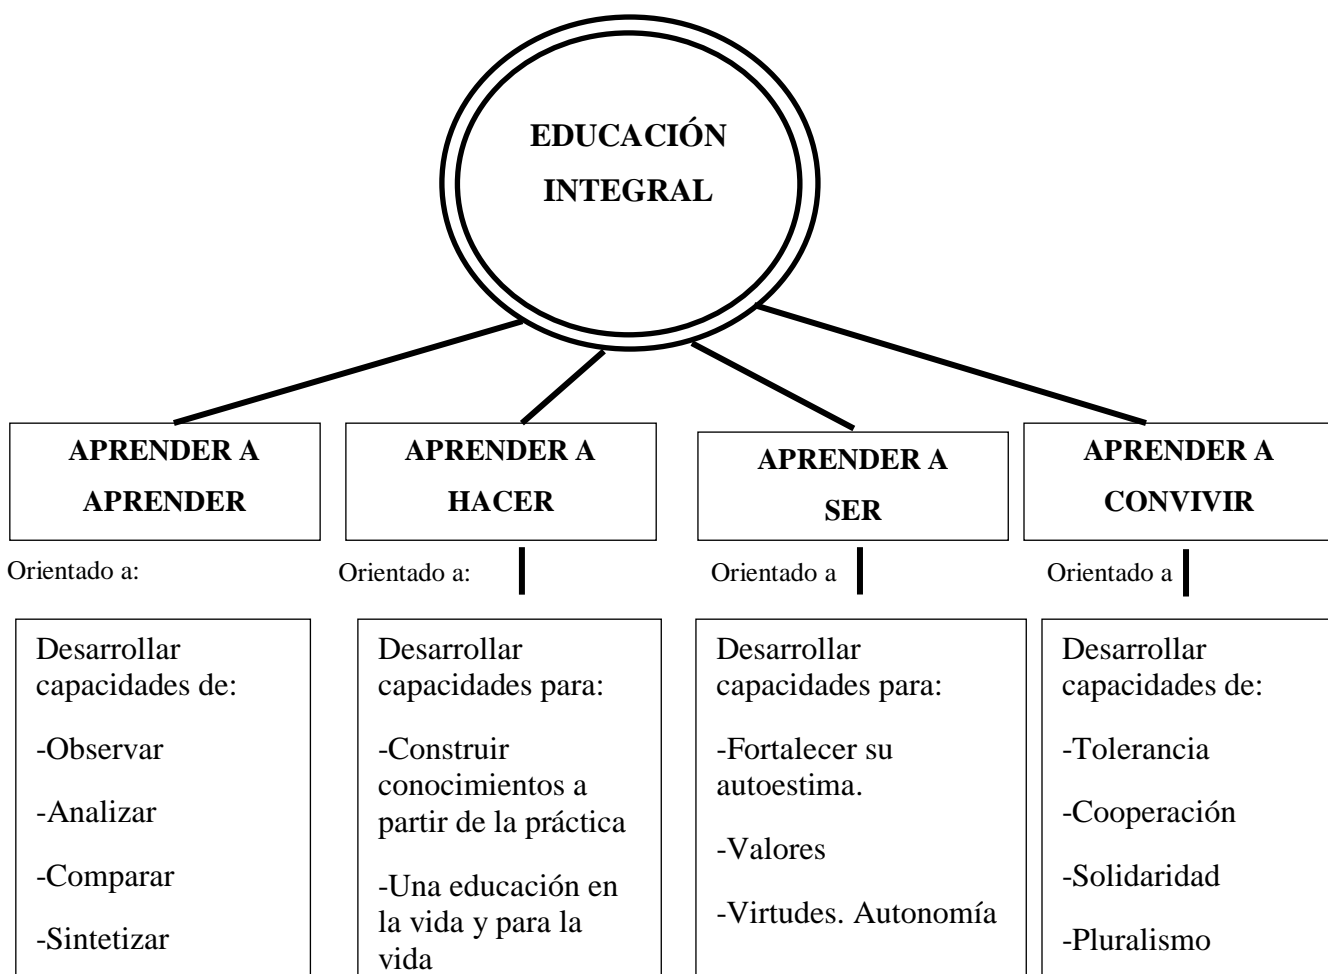 EDUCACIÓN
INTEGRAL
APRENDER A
APRENDER
Orientado a:
Desarrollar
capacidades de:
-Observar
-Analizar
-Comparar
-Sintetizar
APRENDER A
HACER
Orientado a:
Desarrollar
capacidades para:
-Construir
conocimientos a
partir de la práctica
-Una educación en
la vida y para la
vida
APRENDER A
SER
Orientado a
Desarrollar
capacidades para:
-Fortalecer su
autoestima.
-Valores
-Virtudes. Autonomía
APRENDER A
CONVIVIR
Orientado a
Desarrollar
capacidades de:
-Tolerancia
-Cooperación
-Solidaridad
-Pluralismo